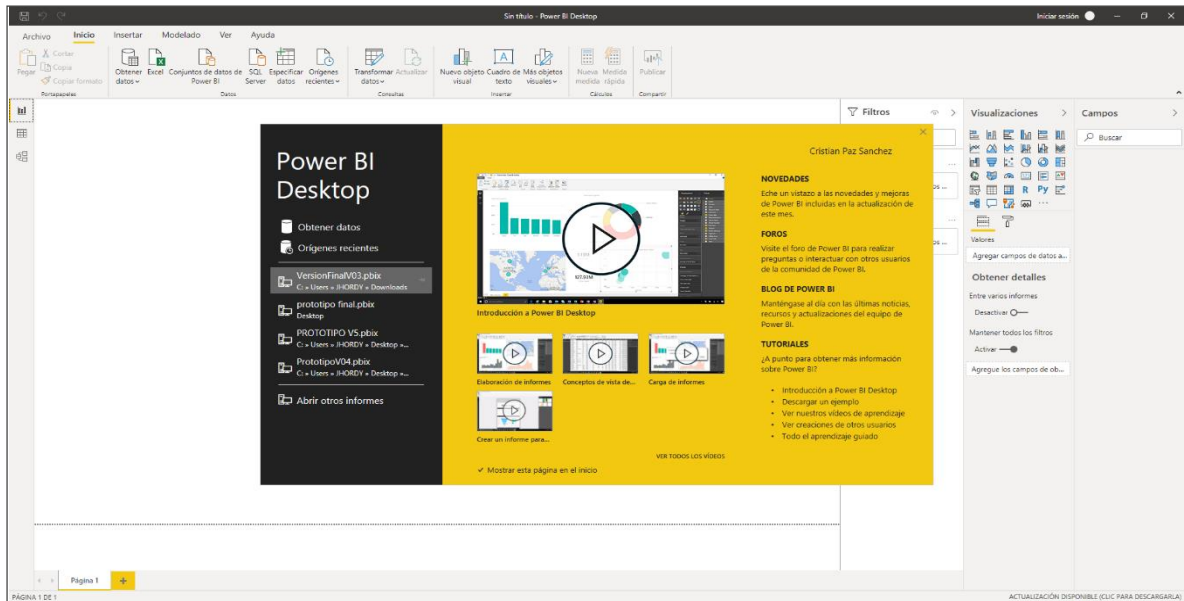 Sin título - Power BI Desktop
Iniciar sesión
Archivo
Inicio
Insertar
Modelado
Ver
Ayuda
Pegar
Cortar
Copia
Copiar formato
Portapapeles
Obtener datos
Excel
Conjuntos de datos de Power BI
SQL Server
Especificar datos
Orígenes recientes
Datos
Transformar datos
Actualizar
Consultas
Nuevo objeto visual
Cuadro de texto
Más objetos visuales
Insertar
Nueva medida
Medida rápida
Cálculos
Publicar
Compartir
Power BI
Desktop
Obtener datos
Orígenes recientes
VersionFinalV03.pbix
C: » Users » JHORDY » Downloads
prototipo final.pbix
Desktop
PROTOTIPO V5.pbix
C: » Users » JHORDY » Desktop »...
PrototipoV04.pbix
C: » Users » JHORDY » Desktop »...
Abrir otros informes
Introducción a Power BI Desktop
Elaboración de informes
Conceptos de vista de...
Carga de informes
Crear un informe para...
VER TODOS LOS VÍDEOS
Mostrar esta página en el inicio
Cristian Paz Sanchez
NOVEDADES
Eche un vistazo a las novedades y mejoras
de Power BI incluidas en la actualización de
este mes.
FOROS
Visite el foro de Power BI para realizar
preguntas o interactuar con otros usuarios
de la comunidad de Power BI.
BLOG DE POWER BI
Manténgase al día con las últimas noticias,
recursos y actualizaciones del equipo de
Power BI.
TUTORIALES
¿A punto para obtener más información
sobre Power BI?
• Introducción a Power BI Desktop
• Descargar un ejemplo
• Ver nuestros vídeos de aprendizaje
• Ver creaciones de otros usuarios
• Todo el aprendizaje guiado
Filtros
Visualizaciones
R
Py
Valores
Agregar campos de datos a...
Obtener detalles
Entre varios informes
Desactivar
Mantener todos los filtros
Activar
Agregue los campos de ob...
Campos
Buscar
Página 1
PÁGINA 1 DE 1
ACTUALIZACIÓN DISPONIBLE (CLIC PARA DESCARGARLA)